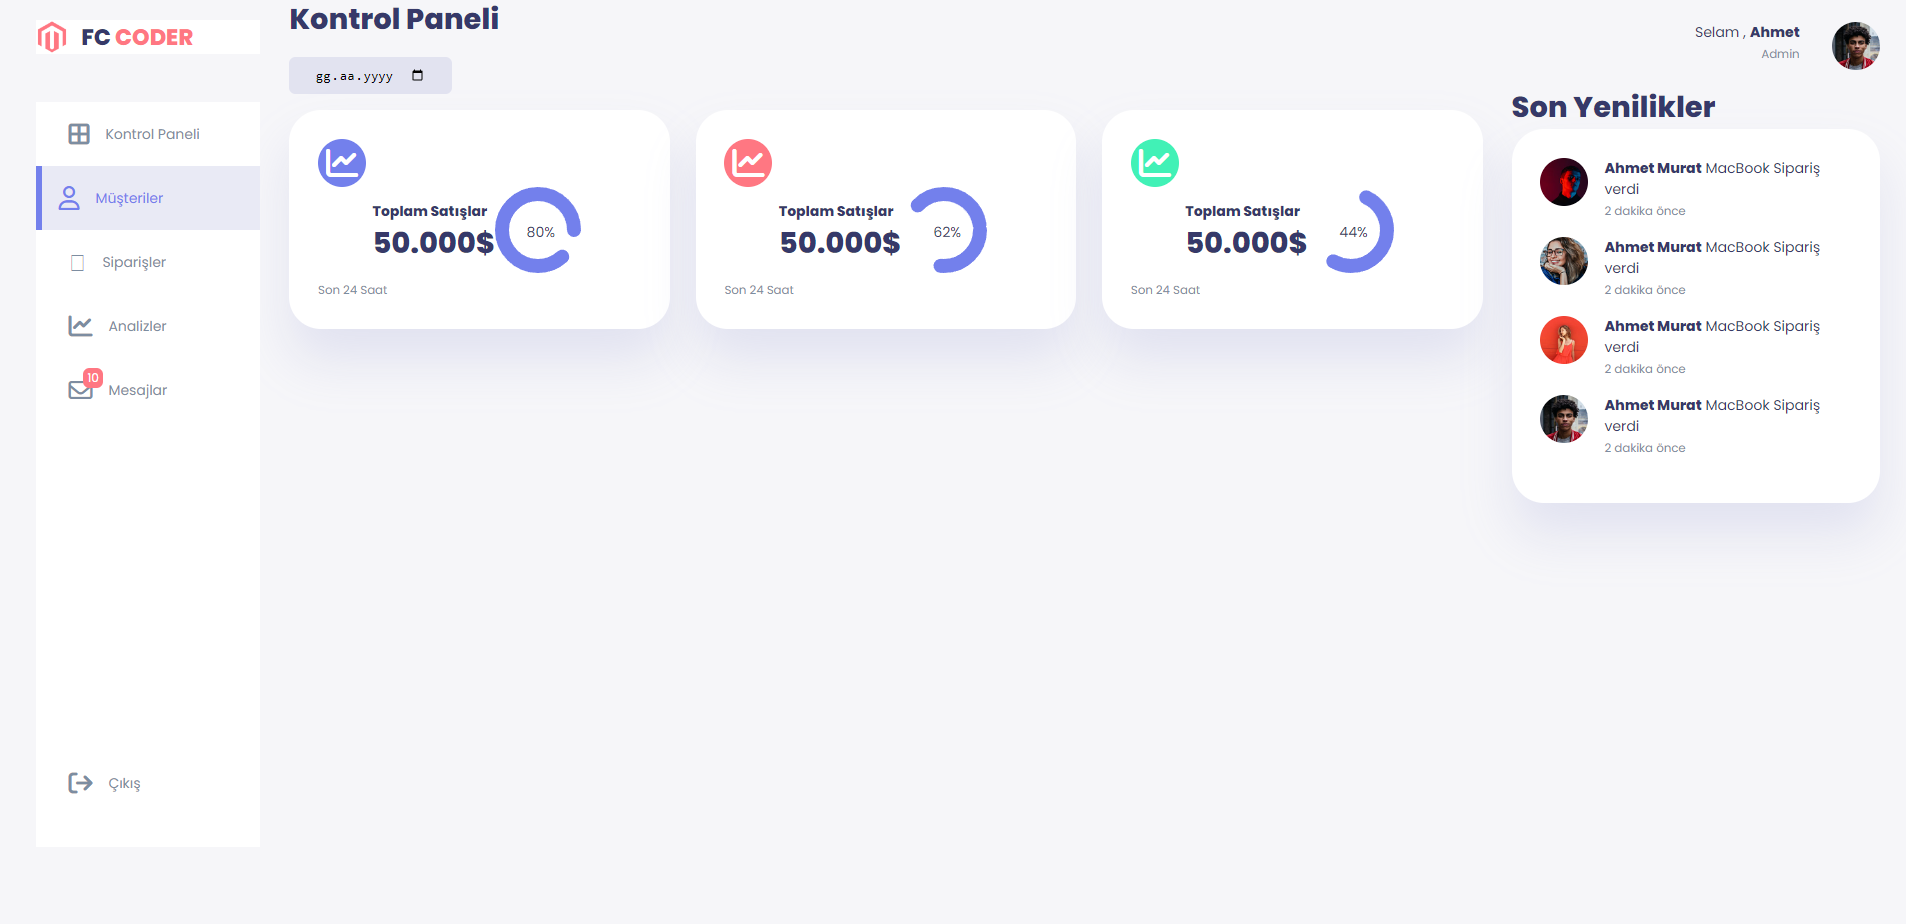 FC CODER
Kontrol Paneli
Müşteriler
Siparişler
Analizler
10
Mesajlar
Çıkış
Kontrol Paneli
gg.aa.yyyy
Toplam Satışlar
50.000$
80%
Son 24 Saat
Toplam Satışlar
50.000$
62%
Son 24 Saat
Toplam Satışlar
50.000$
44%
Son 24 Saat
Selam , Ahmet
Admin
Son Yenilikler
Ahmet Murat MacBook Sipariş
verdi
2 dakika önce
Ahmet Murat MacBook Sipariş
verdi
2 dakika önce
Ahmet Murat MacBook Sipariş
verdi
2 dakika önce
Ahmet Murat MacBook Sipariş
verdi
2 dakika önce